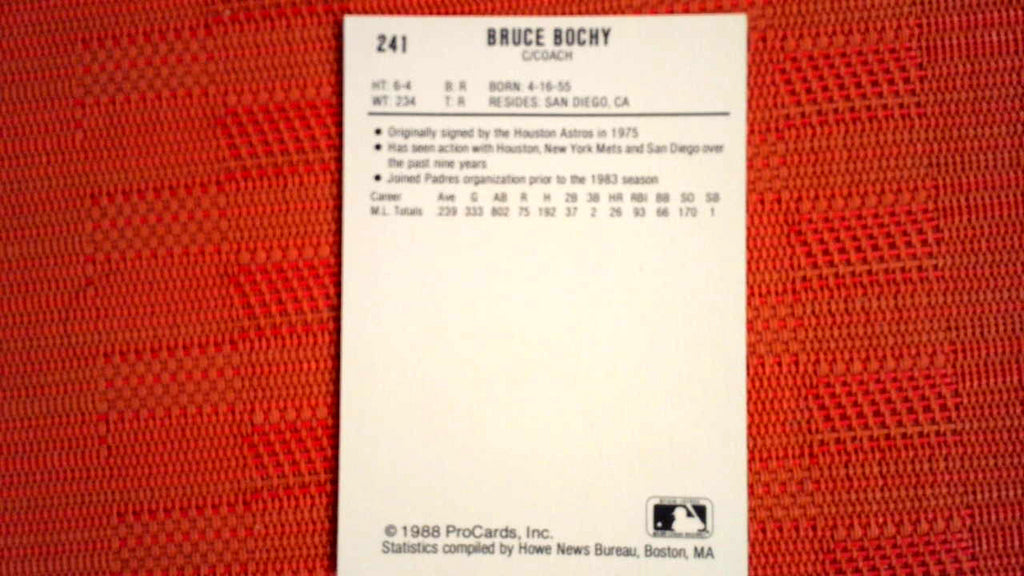 241
BRUCE BOCHY
C/COACH
HT: 6-4 B: R BORN: 4-16-55
WT: 234 T: R RESIDES: SAN DIEGO, CA
• Originally signed by the Houston Astros in 1975
• Has seen action with Houston, New York Mets and San Diego over
the past nine years
• Joined Padres organization prior to the 1983 season
Career Ave G AB R H 2B 3B HR RBI BB SO SB
M.L. Totals .239 333 802 75 192 37 2 26 93 66 170 1
© 1988 ProCards, Inc.
Statistics compiled by Howe News Bureau, Boston, MA